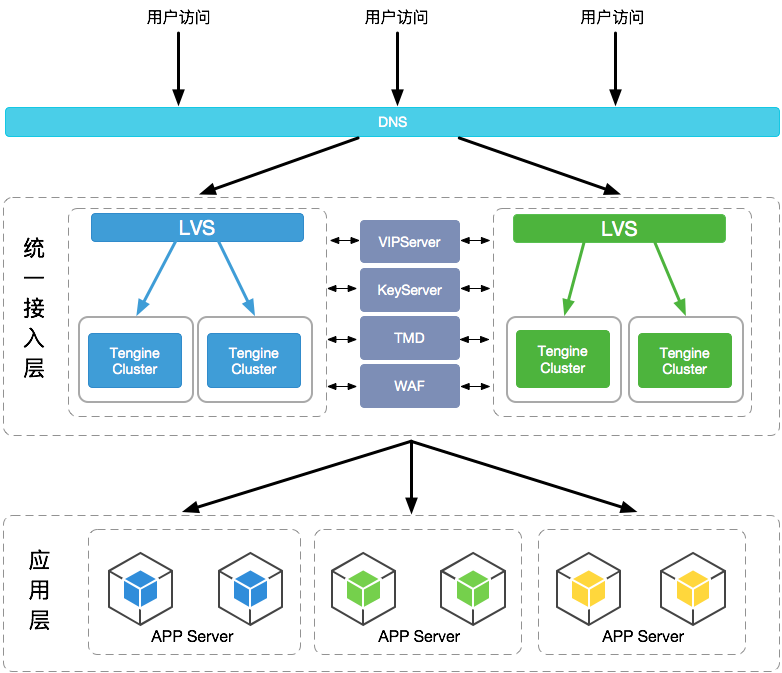 用户访问
用户访问
用户访问
DNS
统一接入层
LVS
VIPServer
LVS
KeyServer
Tengine
Cluster
Tengine
Cluster
TMD
Tengine
Cluster
Tengine
Cluster
WAF
应用层
APP Server
APP Server
APP Server